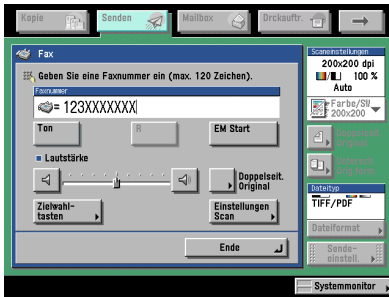 Kopie
Senden
Mailbox
Drckauftr.
Fax
Geben Sie eine Faxnummer ein (max. 120 Zeichen).
Faxnummer
= 123XXXXXXX
Ton
R
EM Start
Lautstärke
Doppelseit.
Original
Zielwahl-
tasten
Einstellungen
Scan
Ende
Scaneinstellungen
200x200 dpi
100 %
Auto
Farbe/SW
200x200
Doppelseit.
Original
Dateityp
TIFF/PDF
Dateiformat
Sende-
einstell.
Systemmonitor